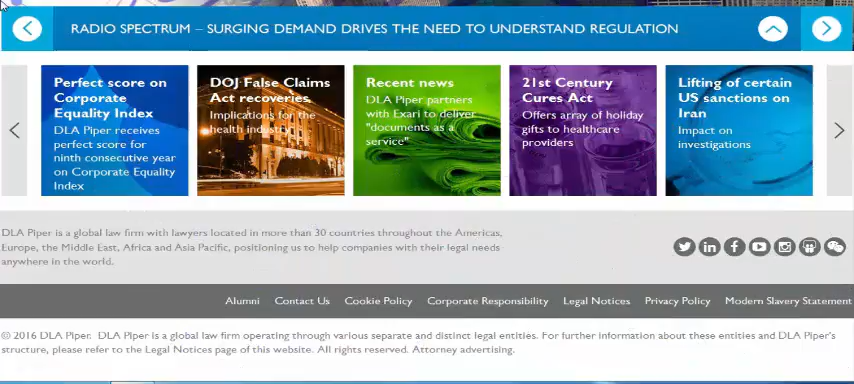 RADIO SPECTRUM – SURGING DEMAND DRIVES THE NEED TO UNDERSTAND REGULATION
Perfect score on
Corporate
Equality Index
DLA Piper receives
perfect score for
ninth consecutive year
on Corporate Equality
Index
DOJ False Claims
Act recoveries
Implications for the
health industry
Recent news
DLA Piper partners
with Exari to deliver
"documents as a
service"
21st Century
Cures Act
Offers array of holiday
gifts to healthcare
providers
Lifting of certain
US sanctions on
Iran
Impact on
investigations
DLA Piper is a global law firm with lawyers located in more than 30 countries throughout the Americas,
Europe, the Middle East, Africa and Asia Pacific, positioning us to help companies with their legal needs
anywhere in the world.
Alumni Contact Us Cookie Policy Corporate Responsibility Legal Notices Privacy Policy Modern Slavery Statement
© 2016 DLA Piper. DLA Piper is a global law firm operating through various separate and distinct legal entities. For further information about these entities and DLA Piper's
structure, please refer to the Legal Notices page of this website. All rights reserved. Attorney advertising.